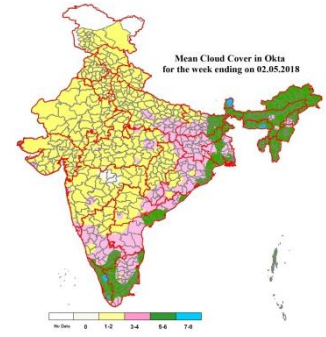 Mean Cloud Cover in Okta
for the week ending on 02.05.2018
No Data 0 1-2 3-4 5-6 7-8